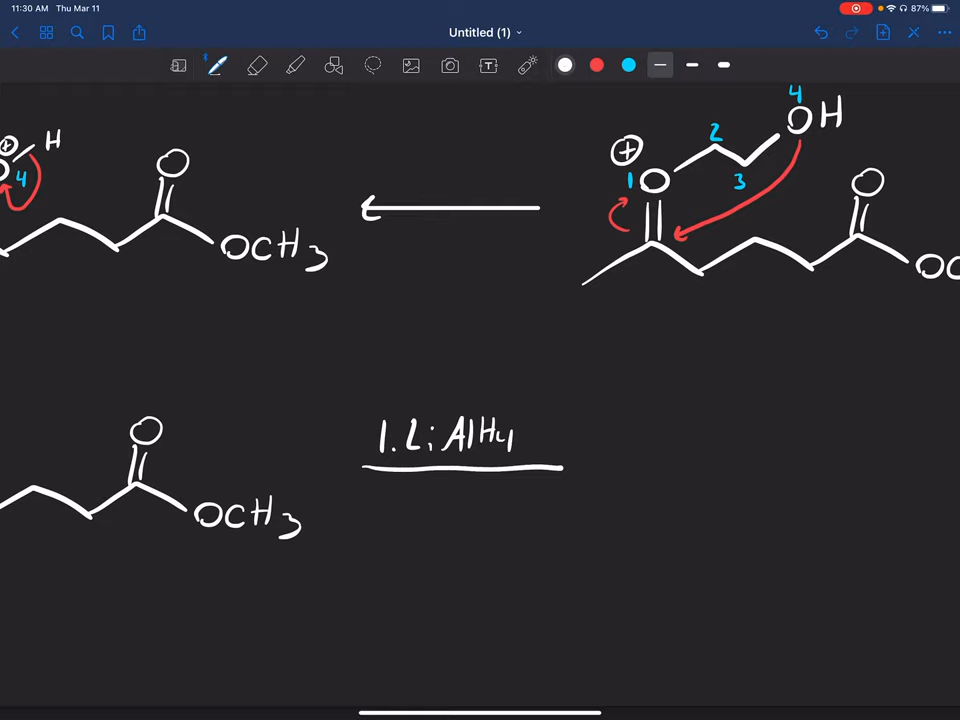 11:30 AM Thu Mar 11
87%
Untitled (1)
T
4
OH
2
+
1 O
3
O
OC
+ H
4
O
OCH3
1. LiAlH4
O
OCH3